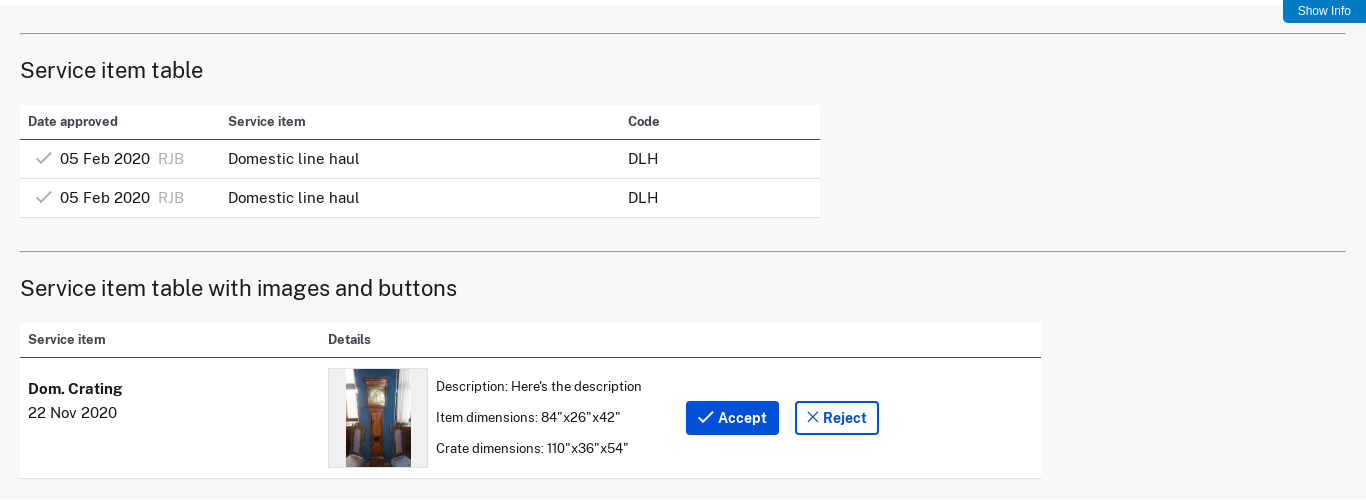 Show Info
Service item table
Date approved Service item Code
05 Feb 2020 RJB Domestic line haul DLH
05 Feb 2020 RJB Domestic line haul DLH
Service item table with images and buttons
Service item Details
Dom. Crating
22 Nov 2020
Description: Here's the description
Item dimensions: 84"x26"x42"
Crate dimensions: 110"x36"x54"
Accept Reject